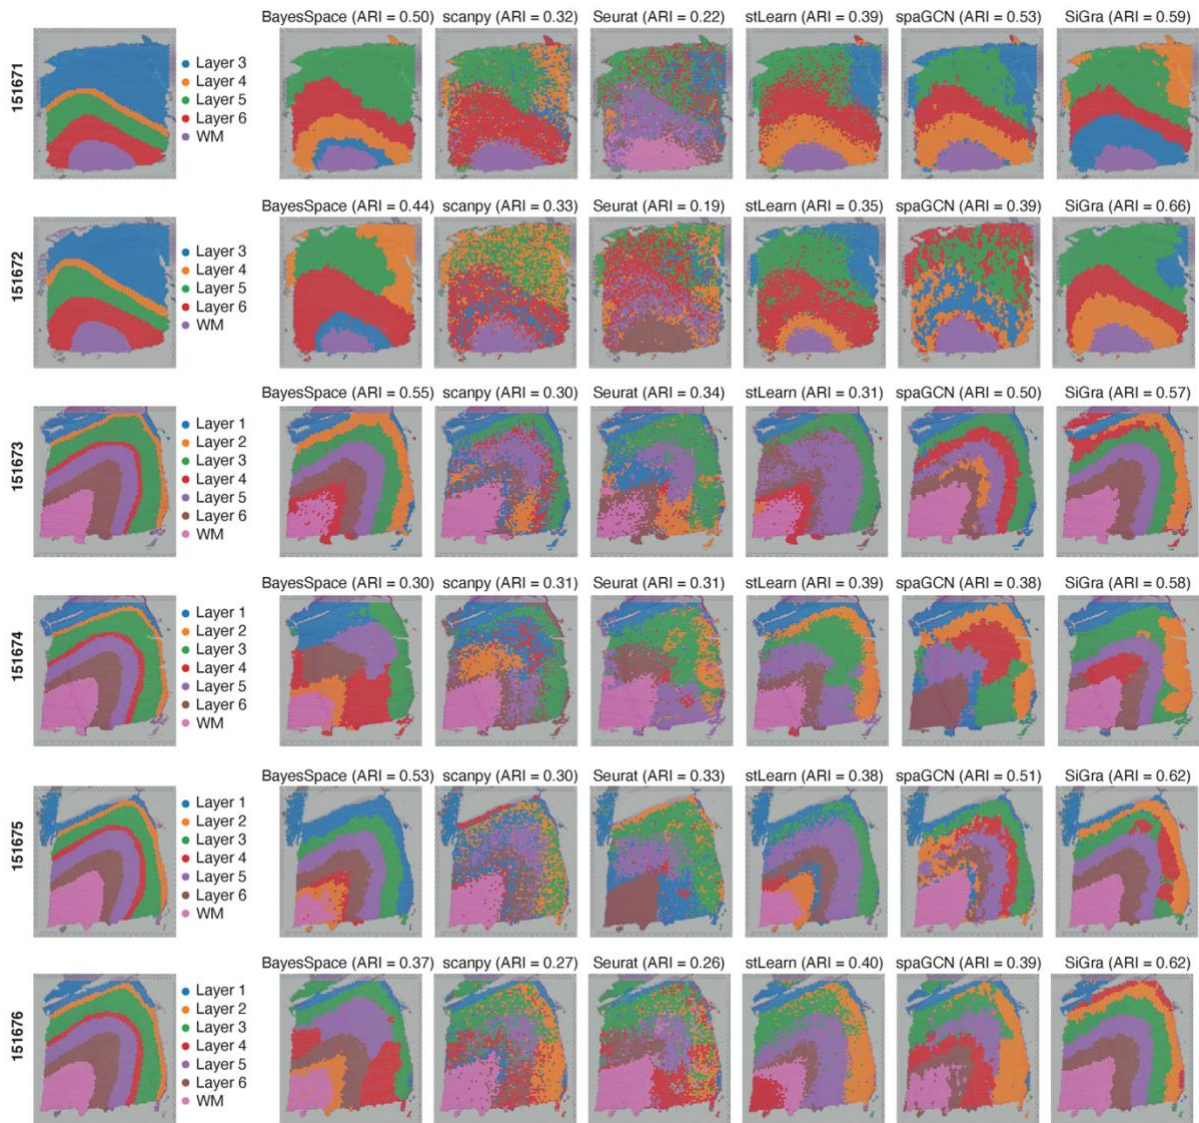 BayesSpace (ARI = 0.50) scanpy (ARI = 0.32) Seurat (ARI = 0.22) stLearn (ARI = 0.39) spaGCN (ARI = 0.53) SiGra (ARI = 0.59)
151671
Layer 3
Layer 4
Layer 5
Layer 6
WM
BayesSpace (ARI = 0.44) scanpy (ARI = 0.33) Seurat (ARI = 0.19) stLearn (ARI = 0.35) spaGCN (ARI = 0.39) SiGra (ARI = 0.66)
151672
Layer 3
Layer 4
Layer 5
Layer 6
WM
BayesSpace (ARI = 0.55) scanpy (ARI = 0.30) Seurat (ARI = 0.34) stLearn (ARI = 0.31) spaGCN (ARI = 0.50) SiGra (ARI = 0.57)
151673
Layer 1
Layer 2
Layer 3
Layer 4
Layer 5
Layer 6
WM
BayesSpace (ARI = 0.30) scanpy (ARI = 0.31) Seurat (ARI = 0.31) stLearn (ARI = 0.39) spaGCN (ARI = 0.38) SiGra (ARI = 0.58)
151674
Layer 1
Layer 2
Layer 3
Layer 4
Layer 5
Layer 6
WM
BayesSpace (ARI = 0.53) scanpy (ARI = 0.30) Seurat (ARI = 0.33) stLearn (ARI = 0.38) spaGCN (ARI = 0.51) SiGra (ARI = 0.62)
151675
Layer 1
Layer 2
Layer 3
Layer 4
Layer 5
Layer 6
WM
BayesSpace (ARI = 0.37) scanpy (ARI = 0.27) Seurat (ARI = 0.26) stLearn (ARI = 0.40) spaGCN (ARI = 0.39) SiGra (ARI = 0.62)
151676
Layer 1
Layer 2
Layer 3
Layer 4
Layer 5
Layer 6
WM